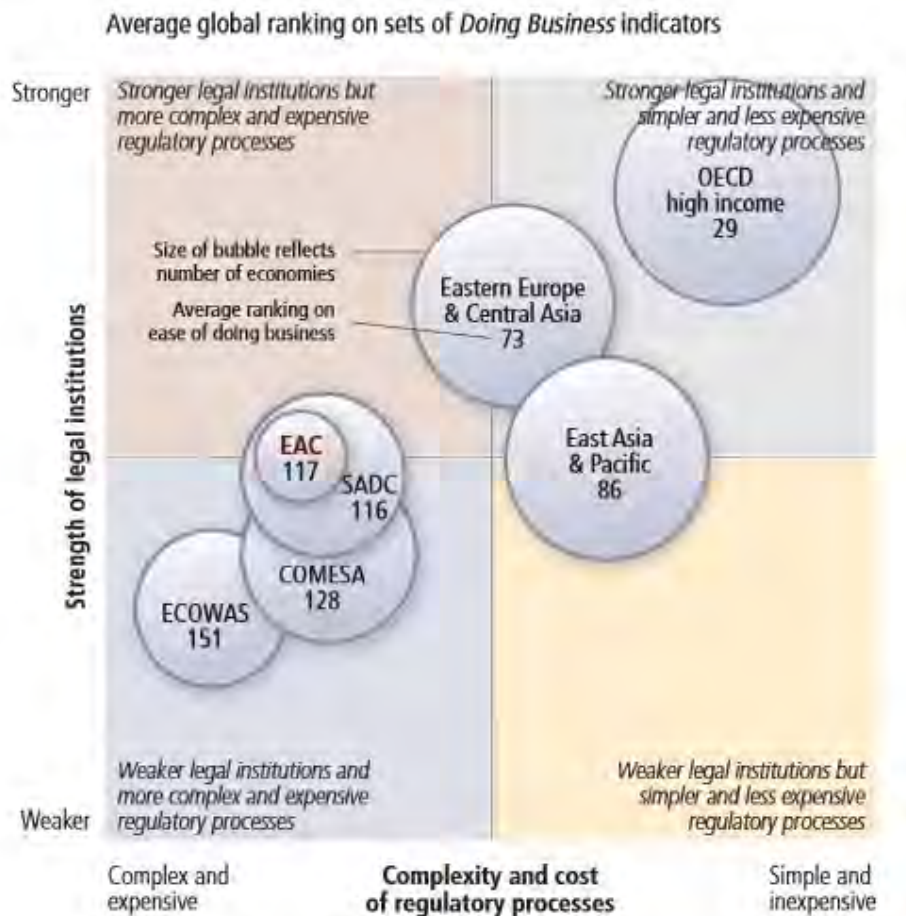 Average global ranking on sets of Doing Business indicators
Stronger
Stronger legal institutions but
more complex and expensive
regulatory processes
Stronger legal institutions and
simpler and less expensive
regulatory processes
OECD
high income
29
Size of bubble reflects
number of economies
Average ranking on
ease of doing business
Eastern Europe
& Central Asia
73
Strength of legal institutions
EAC
117
SADC
116
East Asia
& Pacific
86
COMESA
128
ECOWAS
151
Weaker legal institutions and
more complex and expensive
regulatory processes
Weaker legal institutions but
simpler and less expensive
regulatory processes
Weaker
Complex and
expensive
Complexity and cost
of regulatory processes
Simple and
inexpensive